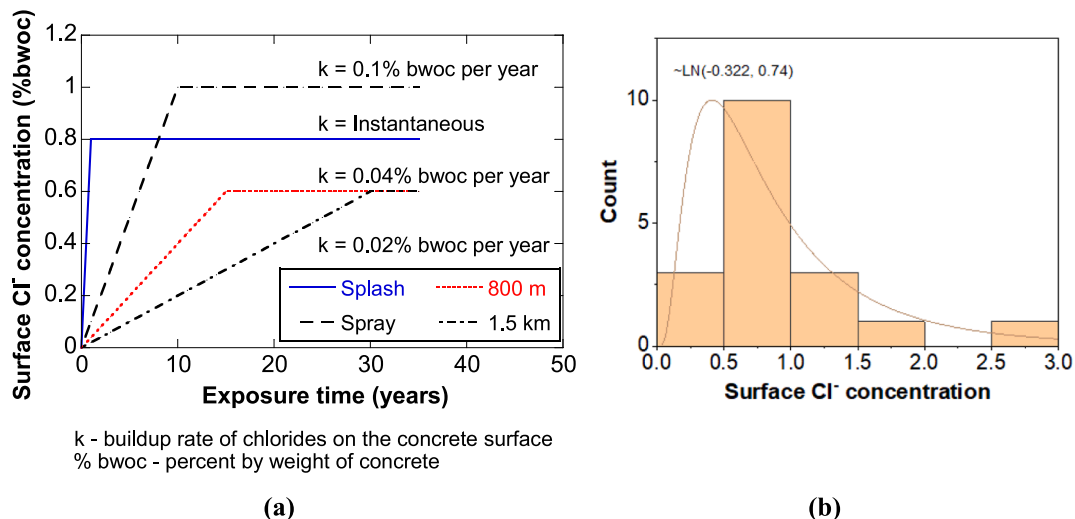 Surface Cl⁻ concentration (%bwoc)
1.2
1
0.8
0.6
0.4
0.2
0
k = 0.1% bwoc per year
k = Instantaneous
k = 0.04% bwoc per year
k = 0.02% bwoc per year
Splash
800 m
Spray
1.5 km
0 10 20 30 40 50
Exposure time (years)
k - buildup rate of chlorides on the concrete surface
% bwoc - percent by weight of concrete
(a)
~LN(-0.322, 0.74)
Count
10
5
0
0.0 0.5 1.0 1.5 2.0 2.5 3.0
Surface Cl⁻ concentration
(b)